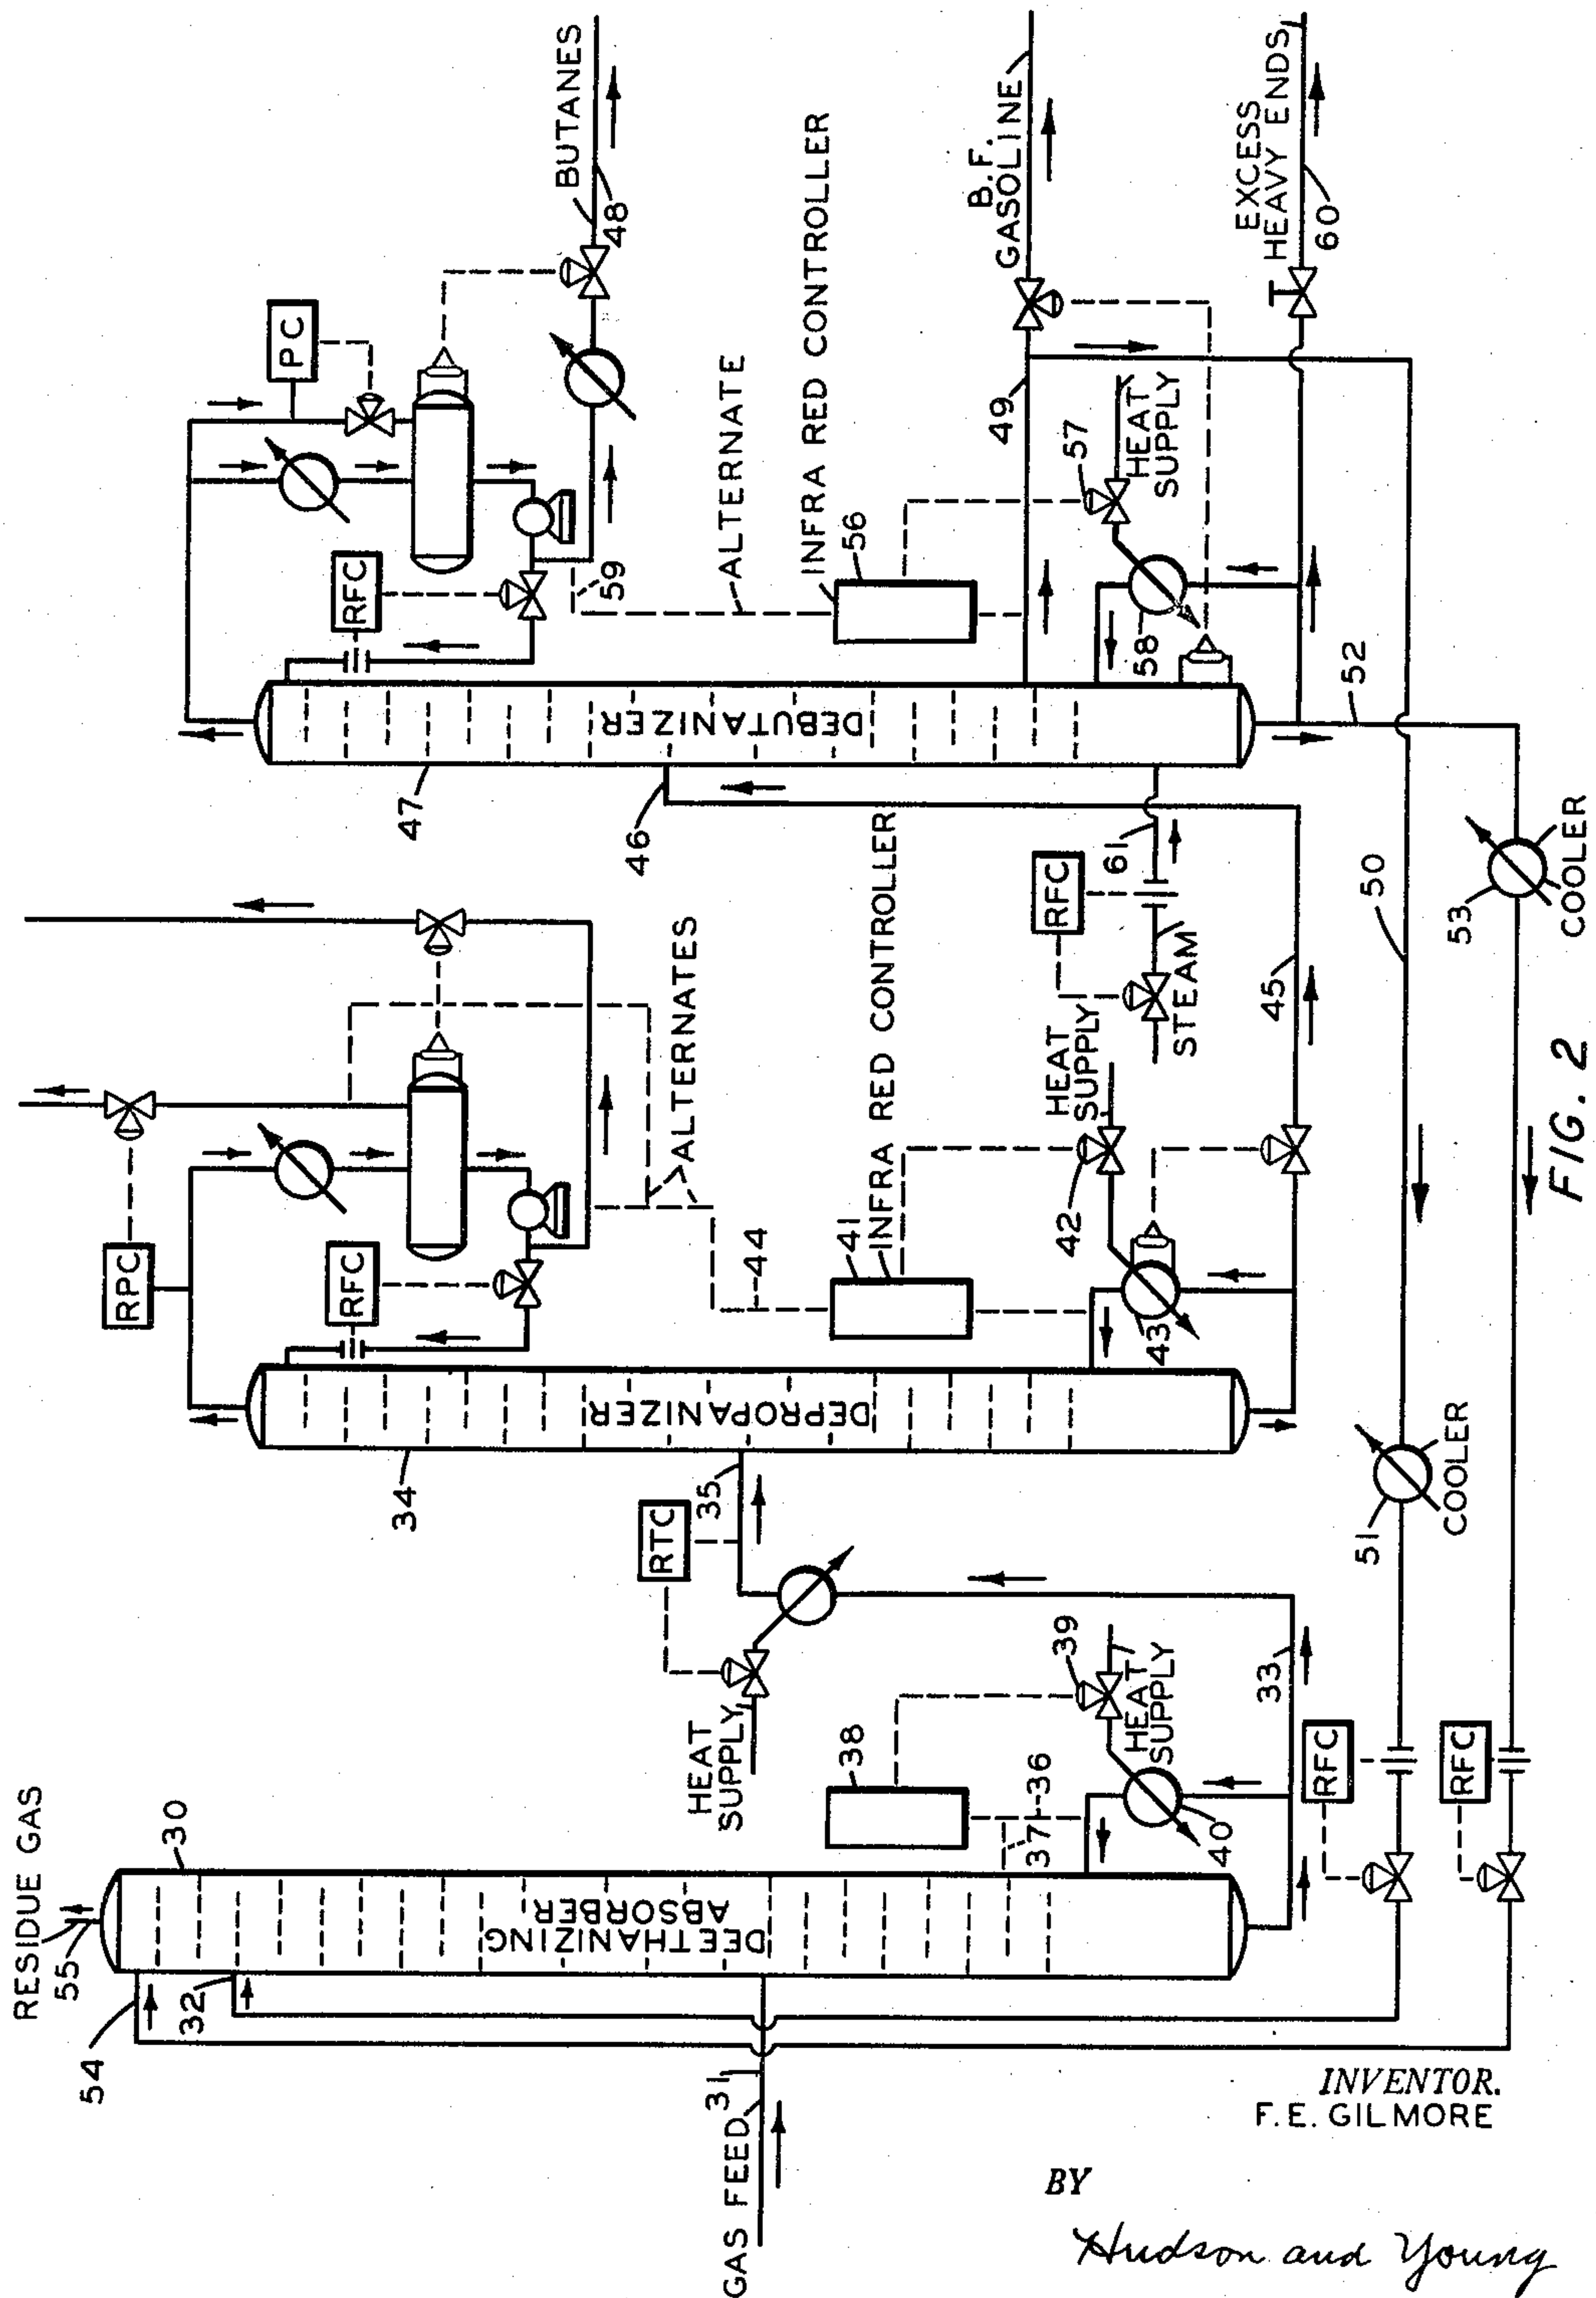 RESIDUE GAS
55
30
54
32
DEETHANIZING
ABSORBER
GAS FEED
31
38
37
36
39
HEAT
SUPPLY
40
33
RFC
RFC
HEAT
SUPPLY
RTC
35
34
DEPROPANIZER
RPC
RFC
ALTERNATES
44
41
INFRA RED CONTROLLER
42
HEAT
SUPPLY
43
45
51
COOLER
50
53
COOLER
RFC
STEAM
61
46
47
DEBUTANIZER
RFC
PC
59
ALTERNATE
BUTANES
48
INFRA RED CONTROLLER
56
57
HEAT
SUPPLY
58
49
B.F.
GASOLINE
EXCESS
HEAVY ENDS
60
52
FIG. 2
INVENTOR.
F.E. GILMORE
BY
Hudson and Young